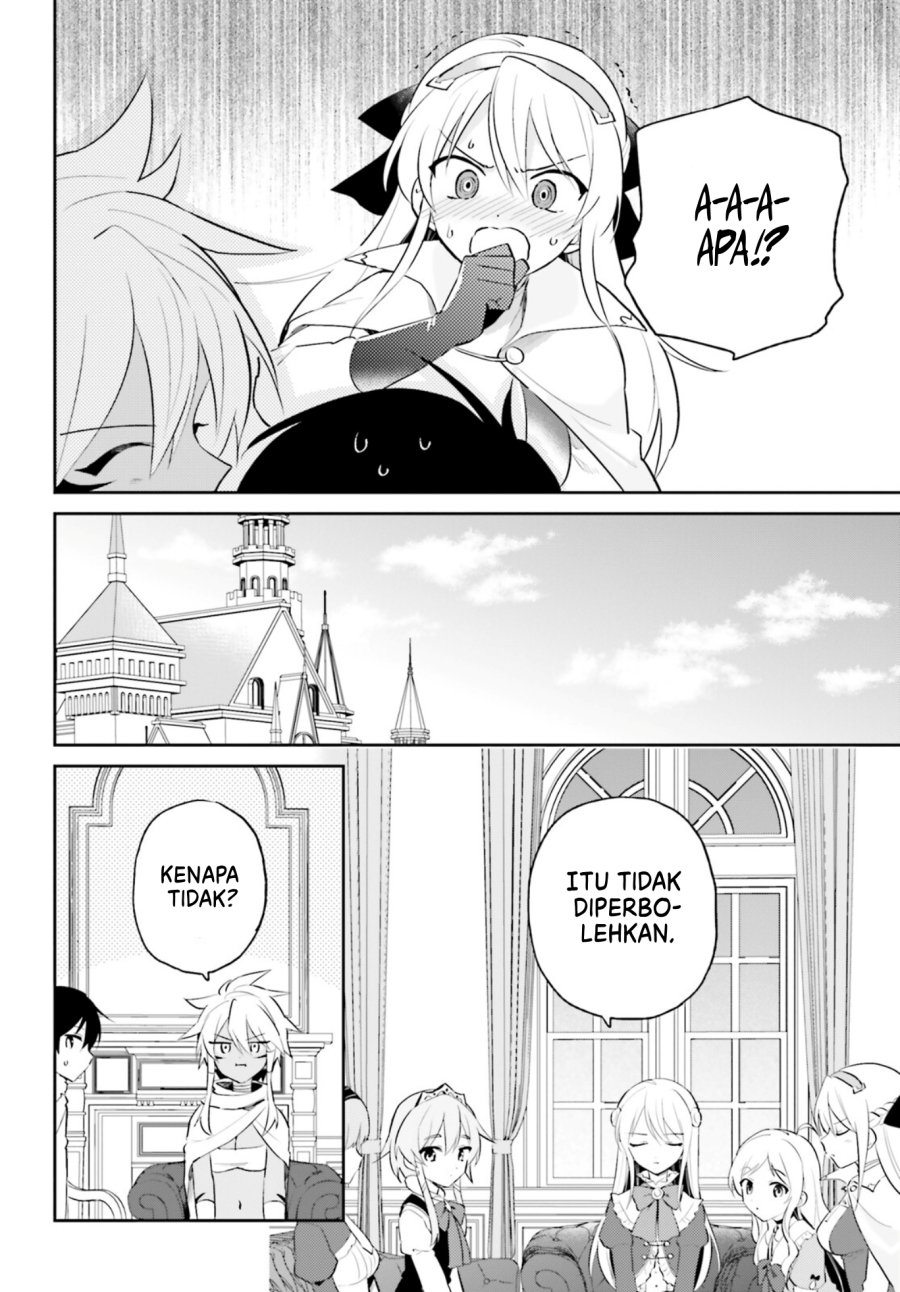 A-A-A-
APA!?
ITU TIDAK
DIPERBO-
LEHKAN.
KENAPA
TIDAK?